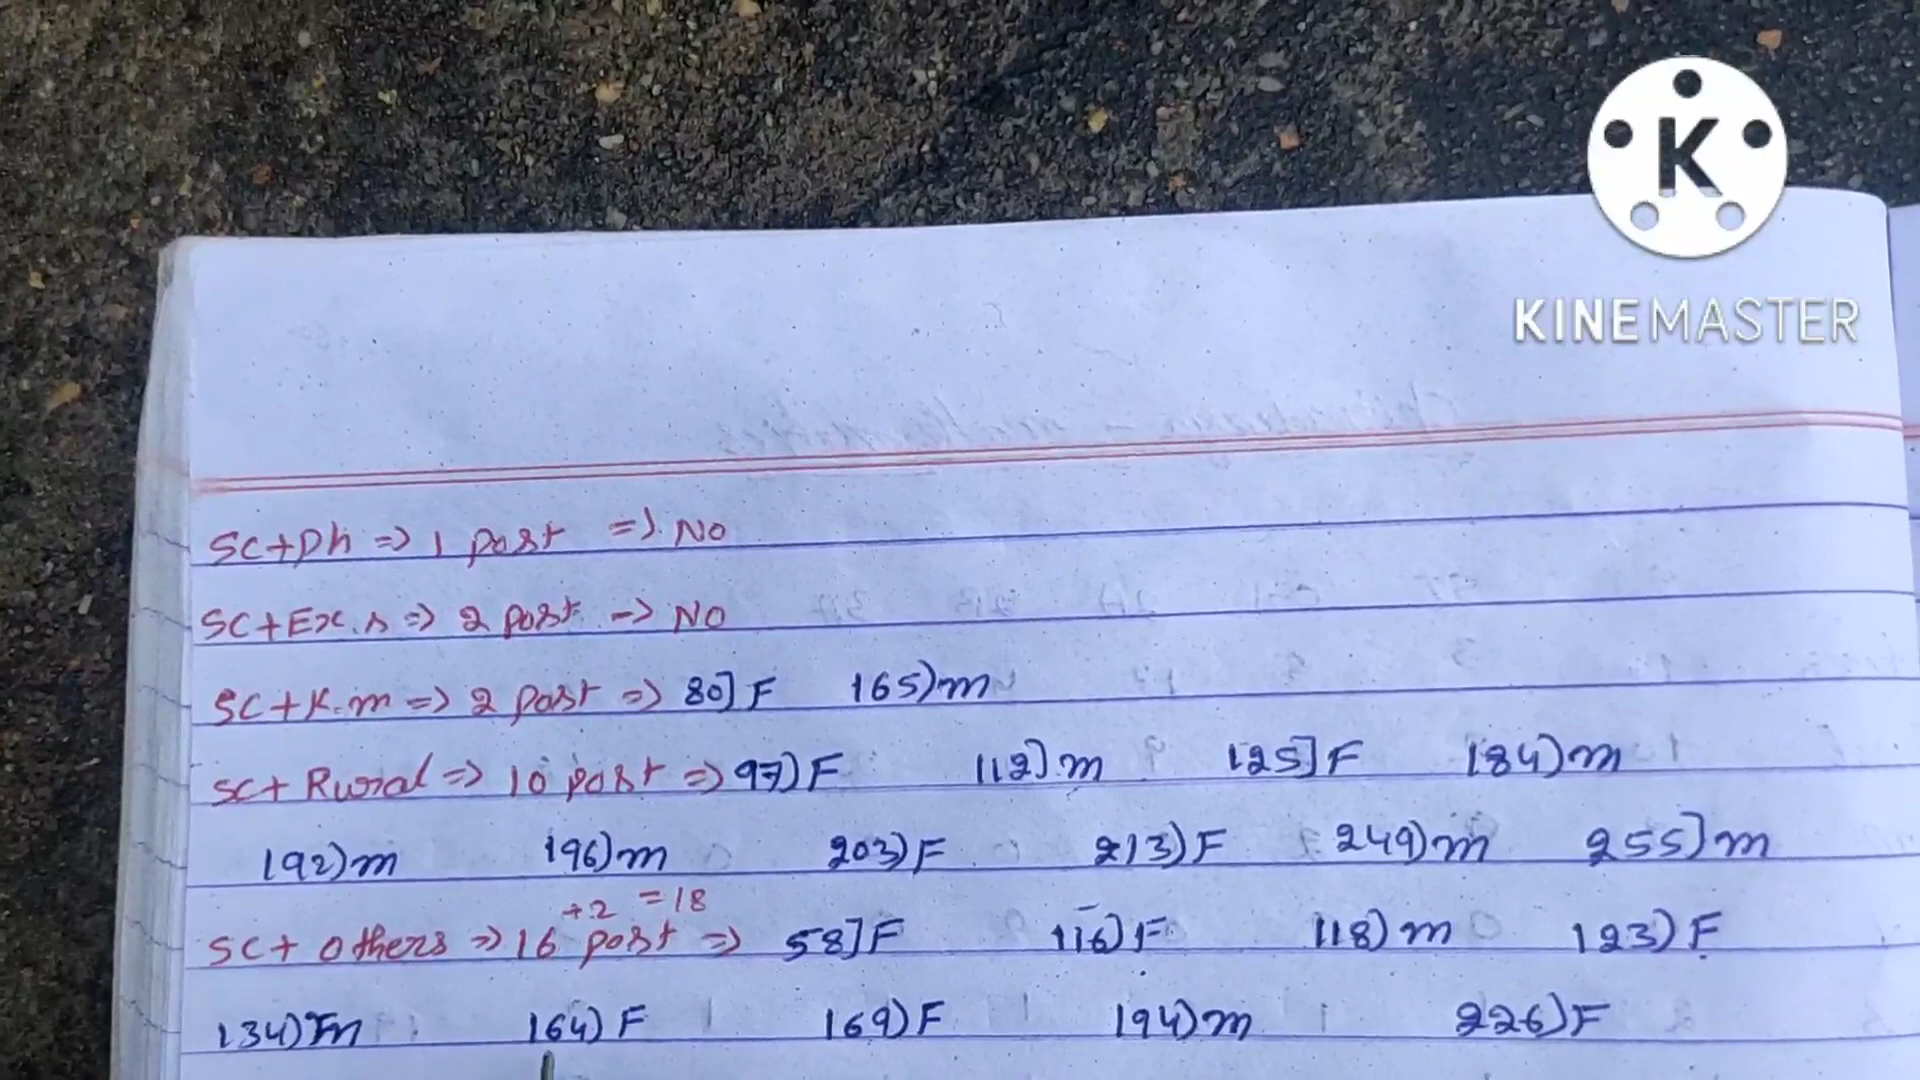 K
KINEMASTER
SC+Ph => 1 post => NO
SC+Ex.s => 2 post -> NO
SC+K.m => 2 post => 80] F 165) m
SC+ Rural => 10 post => 97) F 112] m 125] F 184) m
192) m 196) m 203) F 213) F 249) m 255] m
+2 = 18
SC+ others => 16 post => 58] F 116) F 118) m 123) F
134) m 164) F 169) F 194) m 226) F